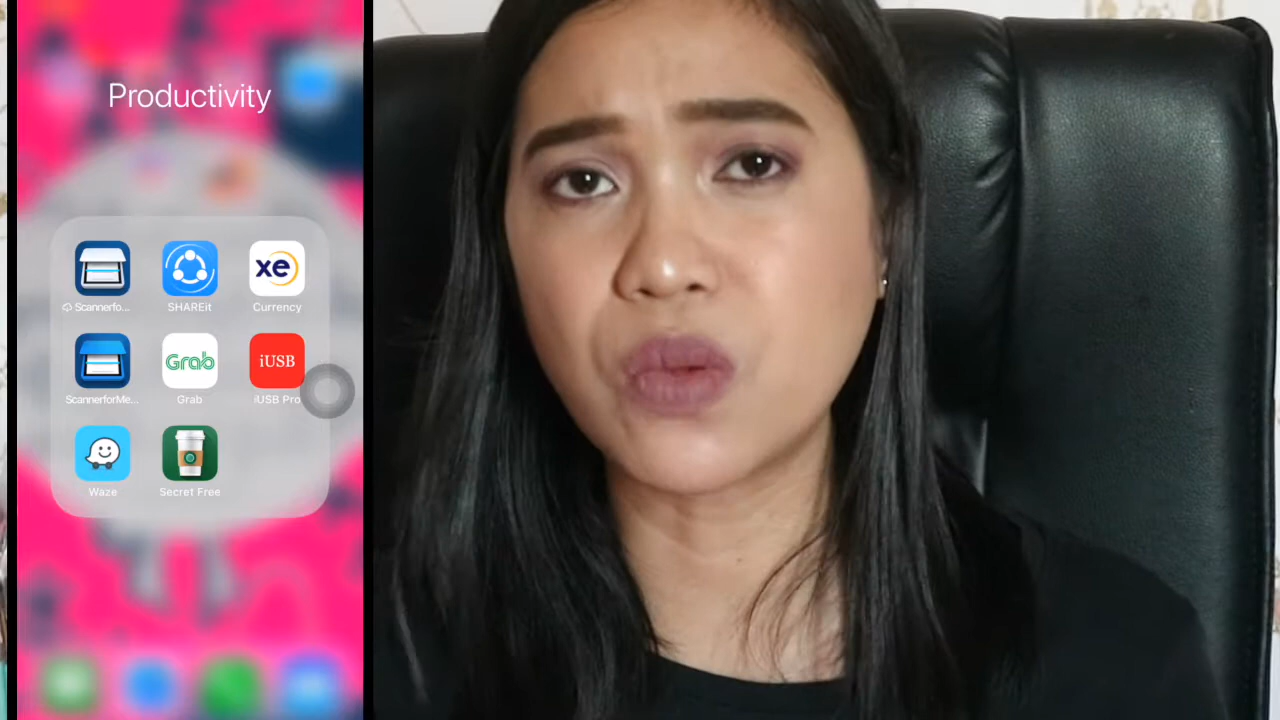 Productivity
Scannerfo...
SHAREit
xe
Currency
Grab
iUSB
ScannerforMe...
Grab
iUSB Pro
Waze
Secret Free